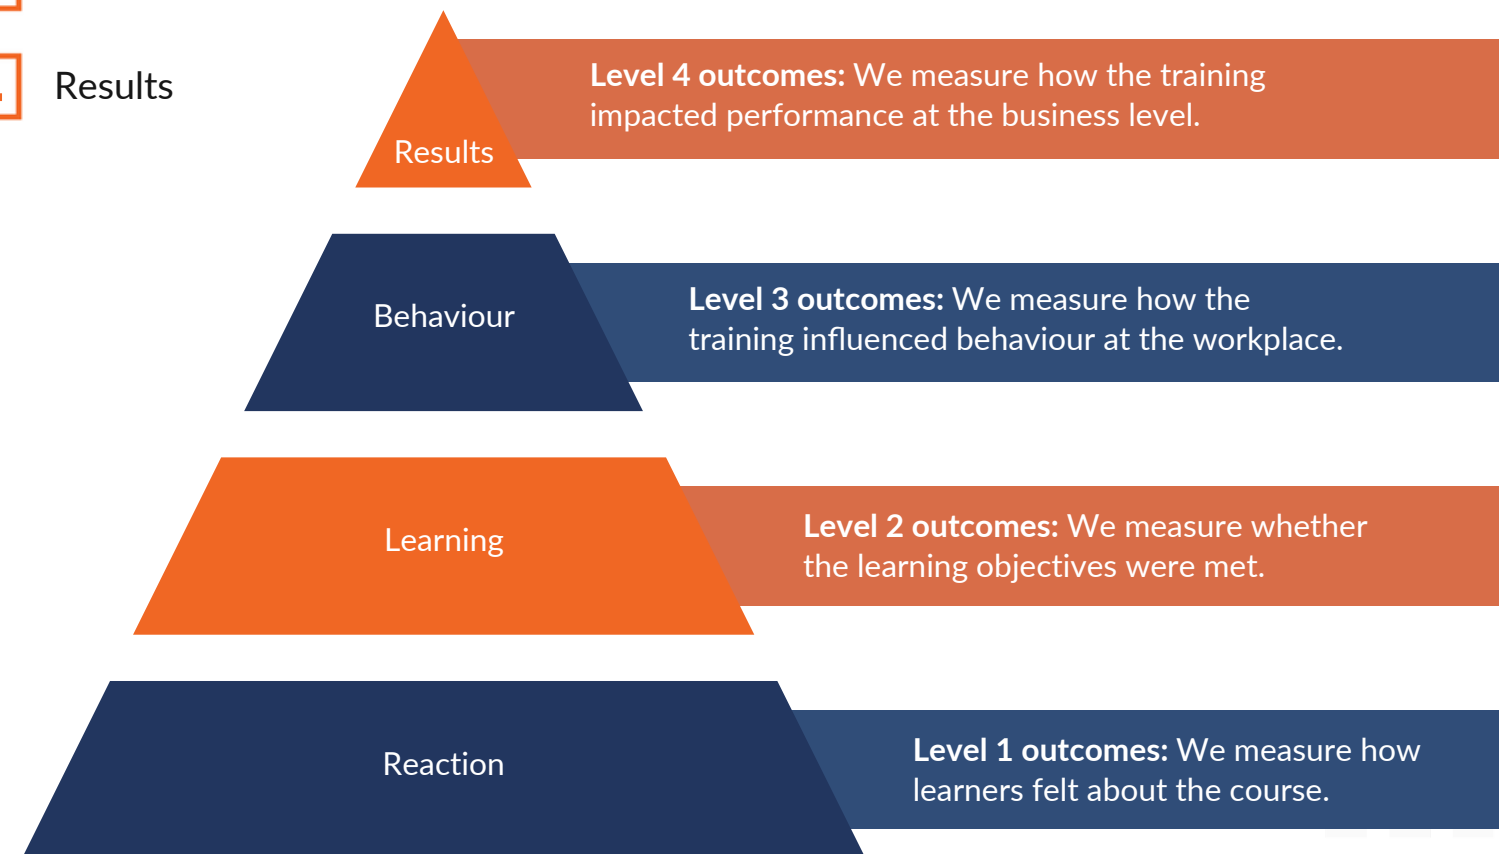 Results
Results
Level 4 outcomes: We measure how the training
impacted performance at the business level.
Behaviour
Level 3 outcomes: We measure how the
training influenced behaviour at the workplace.
Learning
Level 2 outcomes: We measure whether
the learning objectives were met.
Reaction
Level 1 outcomes: We measure how
learners felt about the course.